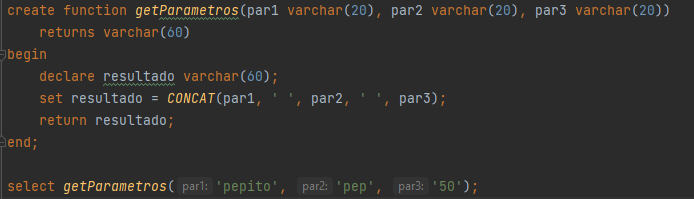 create function getParametros(par1 varchar(20), par2 varchar(20), par3 varchar(20))
    returns varchar(60)
begin
    declare resultado varchar(60);
    set resultado = CONCAT(par1, ' ', par2, ' ', par3);
    return resultado;
end;

select getParametros( par1: 'pepito', par2: 'pep', par3: '50');